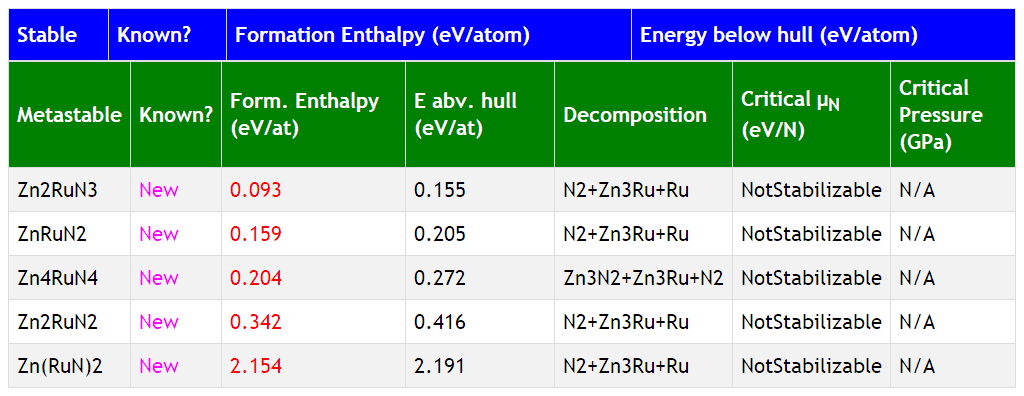 Stable Known? Formation Enthalpy (eV/atom) Energy below hull (eV/atom)
Metastable Known? Form. Enthalpy (eV/at) E abv. hull (eV/at) Decomposition Critical μN (eV/N) Critical Pressure (GPa)
Zn2RuN3 New 0.093 0.155 N2+Zn3Ru+Ru NotStabilizable N/A
ZnRuN2 New 0.159 0.205 N2+Zn3Ru+Ru NotStabilizable N/A
Zn4RuN4 New 0.204 0.272 Zn3N2+Zn3Ru+N2 NotStabilizable N/A
Zn2RuN2 New 0.342 0.416 N2+Zn3Ru+Ru NotStabilizable N/A
Zn(RuN)2 New 2.154 2.191 N2+Zn3Ru+Ru NotStabilizable N/A